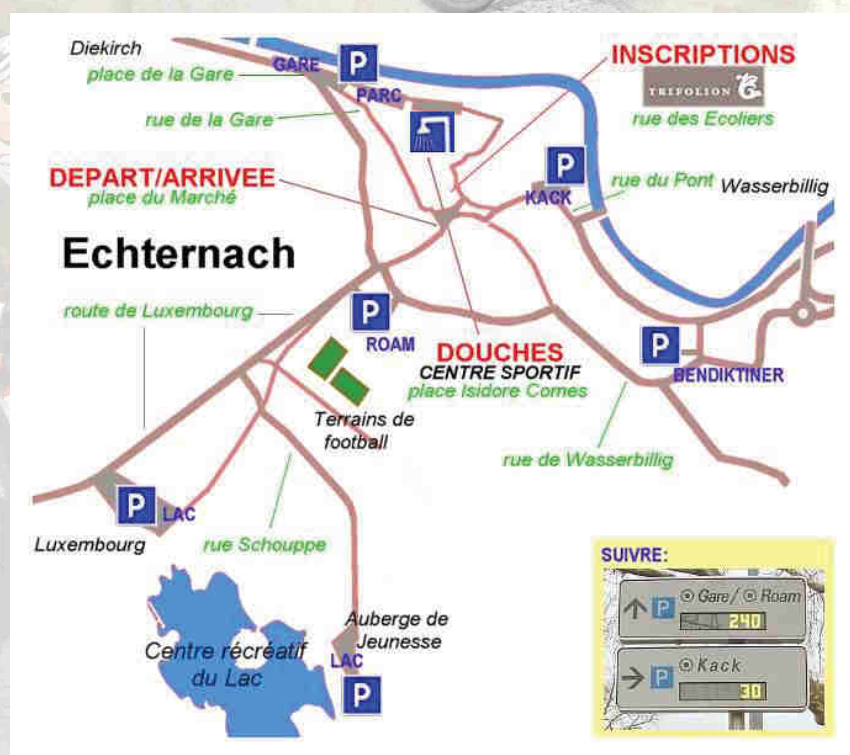 Diekirch
place de la Gare
GARE
P
PARC
rue de la Gare
INSCRIPTIONS
TRIFOLION
rue des Ecoliers
P
KACK
rue du Pont
Wasserbillig
DEPART/ARRIVEE
place du Marché
Echternach
route de Luxembourg
P
ROAM
DOUCHES
CENTRE SPORTIF
place Isidore Comes
P
BENDIKTINER
Terrains de
football
rue de Wasserbillig
P
LAC
Luxembourg
rue Schouppe
Centre récréatif
du Lac
Auberge de
Jeunesse
LAC
P
SUIVRE:
P Gare/ Roam
240
P Kack
30